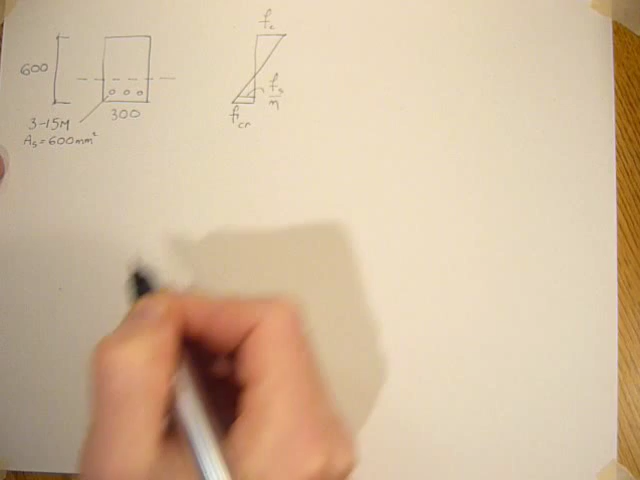 600
300
3-15M
As = 600mm²
fc
fs/n
fcr